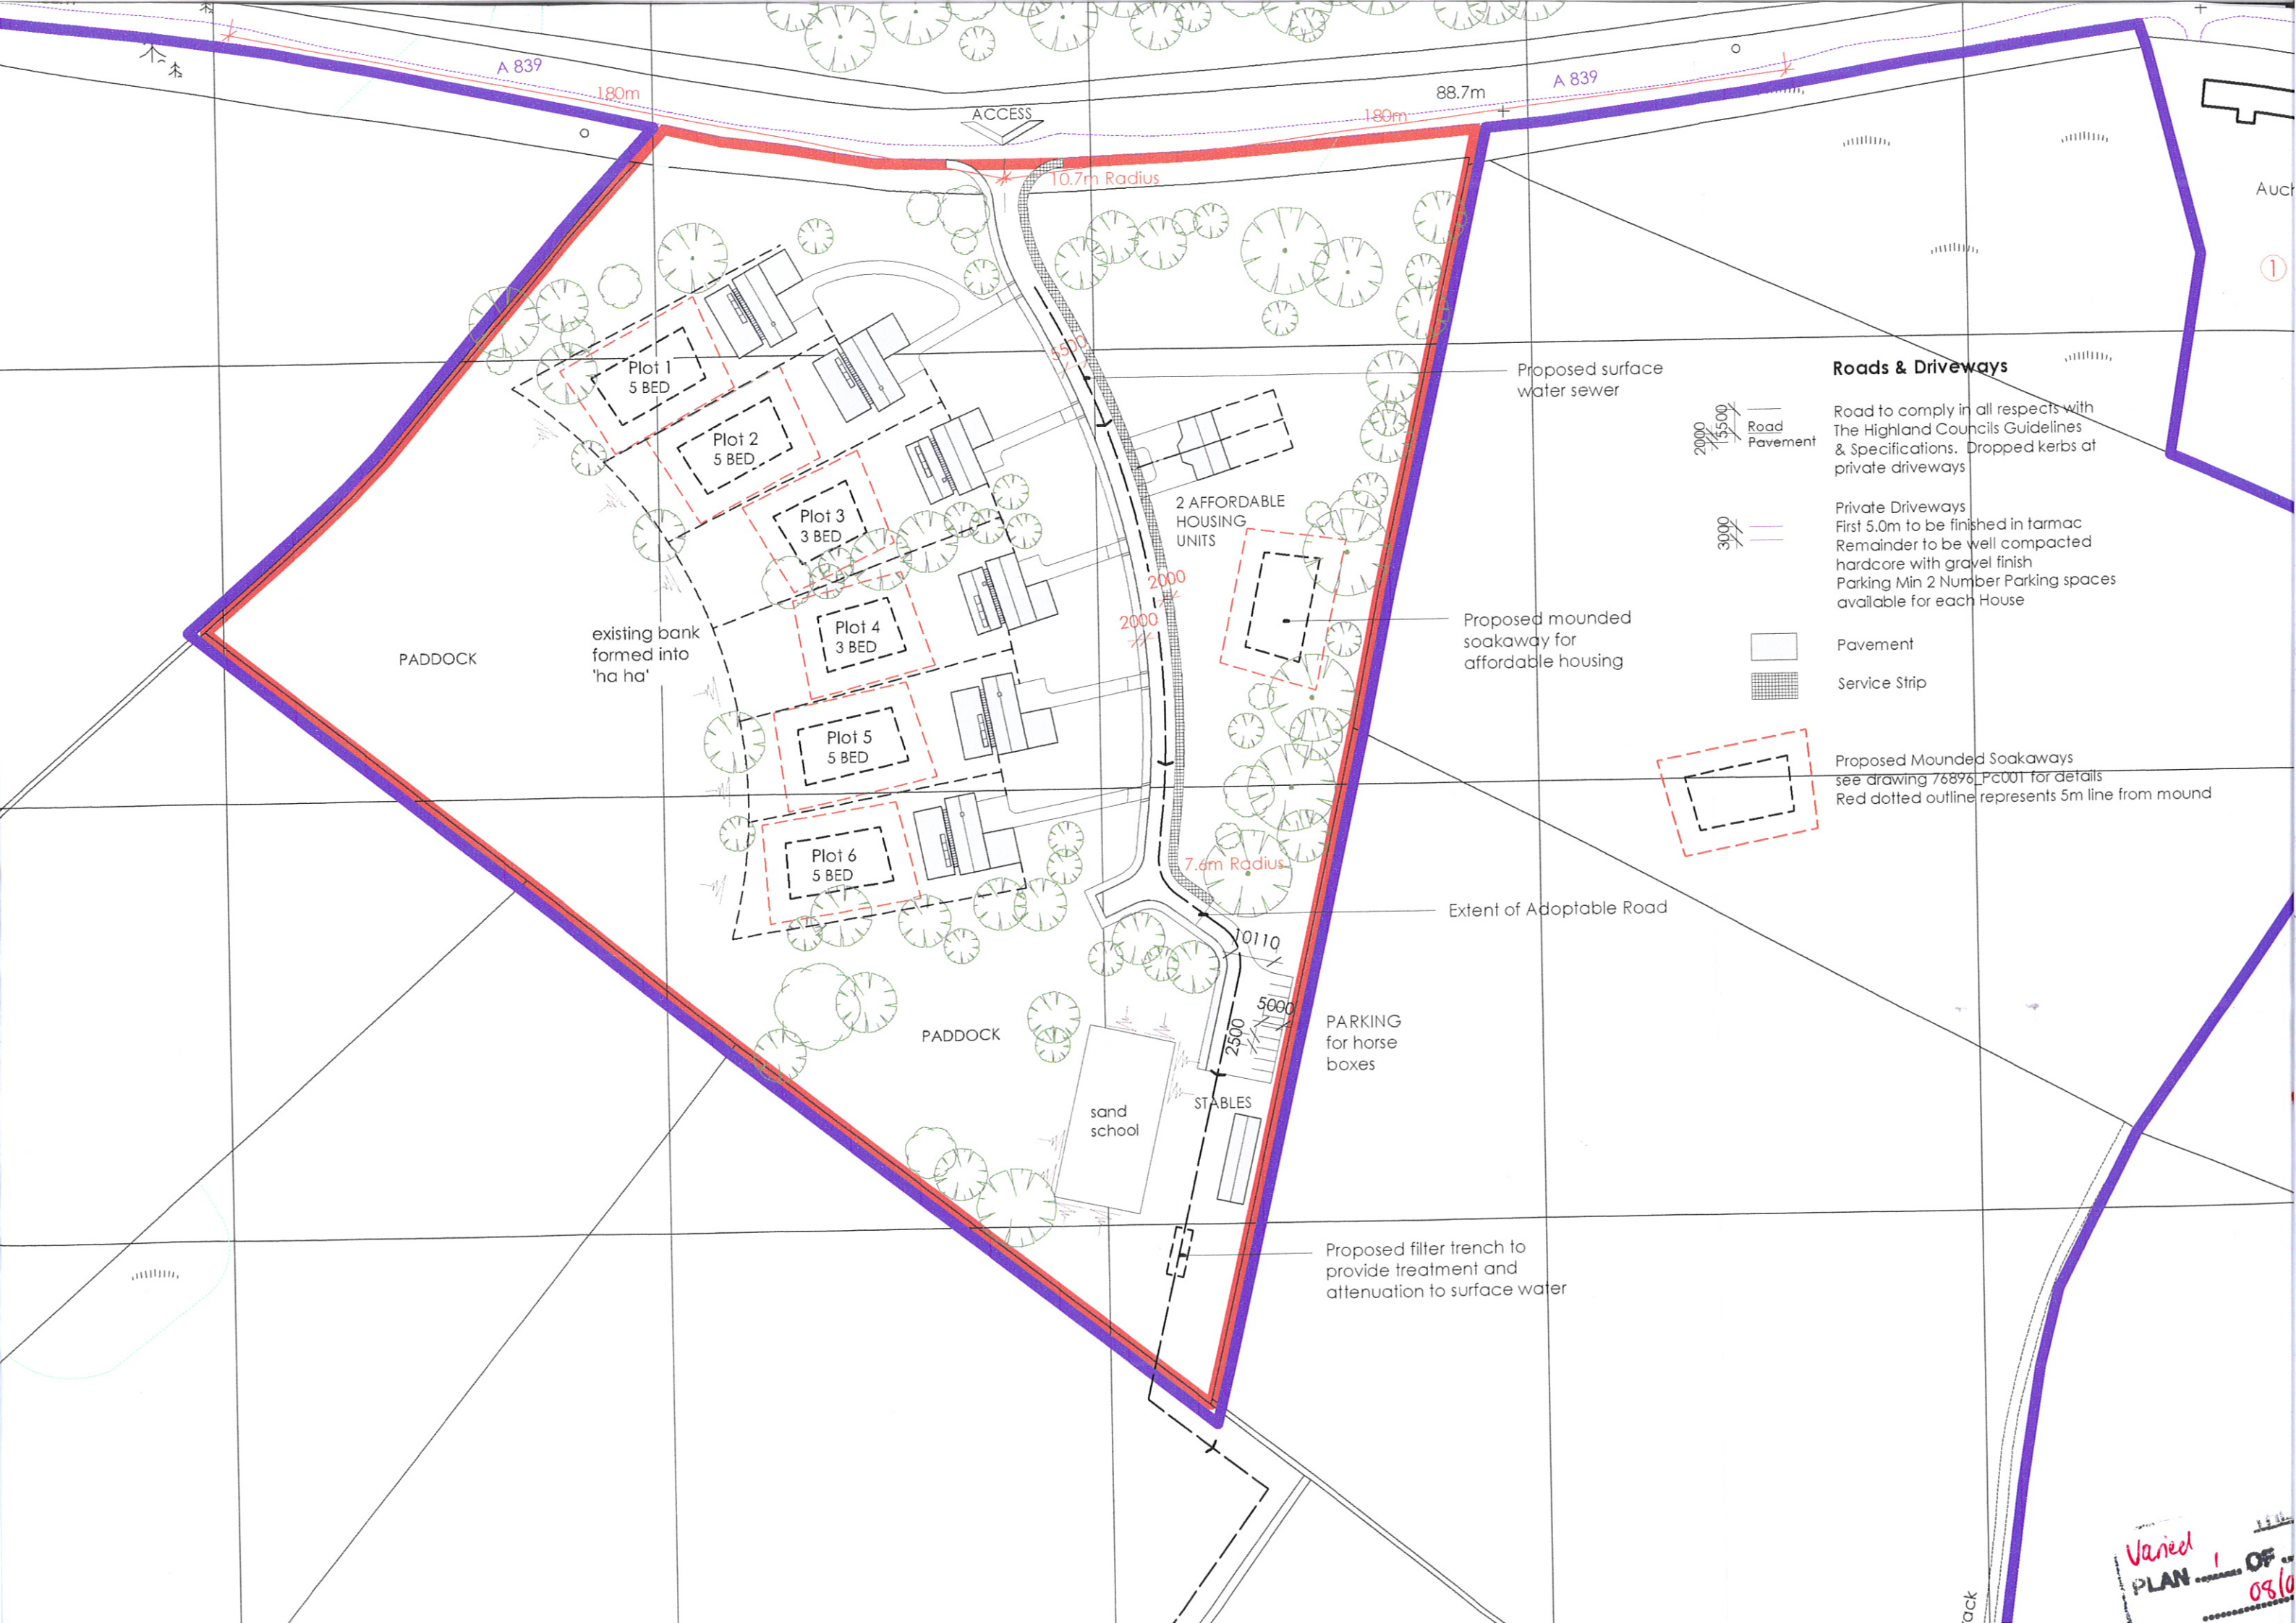 A 839
180m
ACCESS
88.7m
A 839
180m
10.7m Radius
Auch
1
5500
Proposed surface
water sewer
Plot 1
5 BED
Plot 2
5 BED
Plot 3
3 BED
Plot 4
3 BED
Plot 5
5 BED
Plot 6
5 BED
2 AFFORDABLE
HOUSING
UNITS
2000
2000
existing bank
formed into
'ha ha'
PADDOCK
Proposed mounded
soakaway for
affordable housing
7.6m Radius
Extent of Adoptable Road
10110
5000
2500
PARKING
for horse
boxes
PADDOCK
sand
school
STABLES
Proposed filter trench to
provide treatment and
attenuation to surface water
Roads & Driveways
2000
5500
Road
Pavement
Road to comply in all respects with
The Highland Councils Guidelines
& Specifications. Dropped kerbs at
private driveways
3000
Private Driveways
First 5.0m to be finished in tarmac
Remainder to be well compacted
hardcore with gravel finish
Parking Min 2 Number Parking spaces
available for each House
Pavement
Service Strip
Proposed Mounded Soakaways
see drawing 76896_Pc001 for details
Red dotted outline represents 5m line from mound
ack
Varied
PLAN 1 OF
08/0